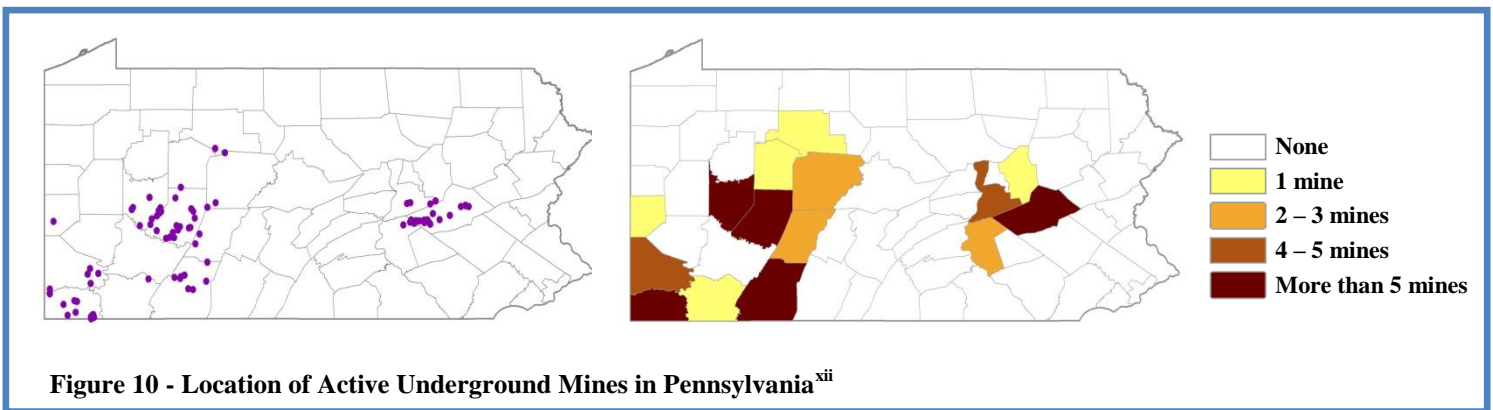 None
1 mine
2 – 3 mines
4 – 5 mines
More than 5 mines
Figure 10 - Location of Active Underground Mines in Pennsylvaniaxii